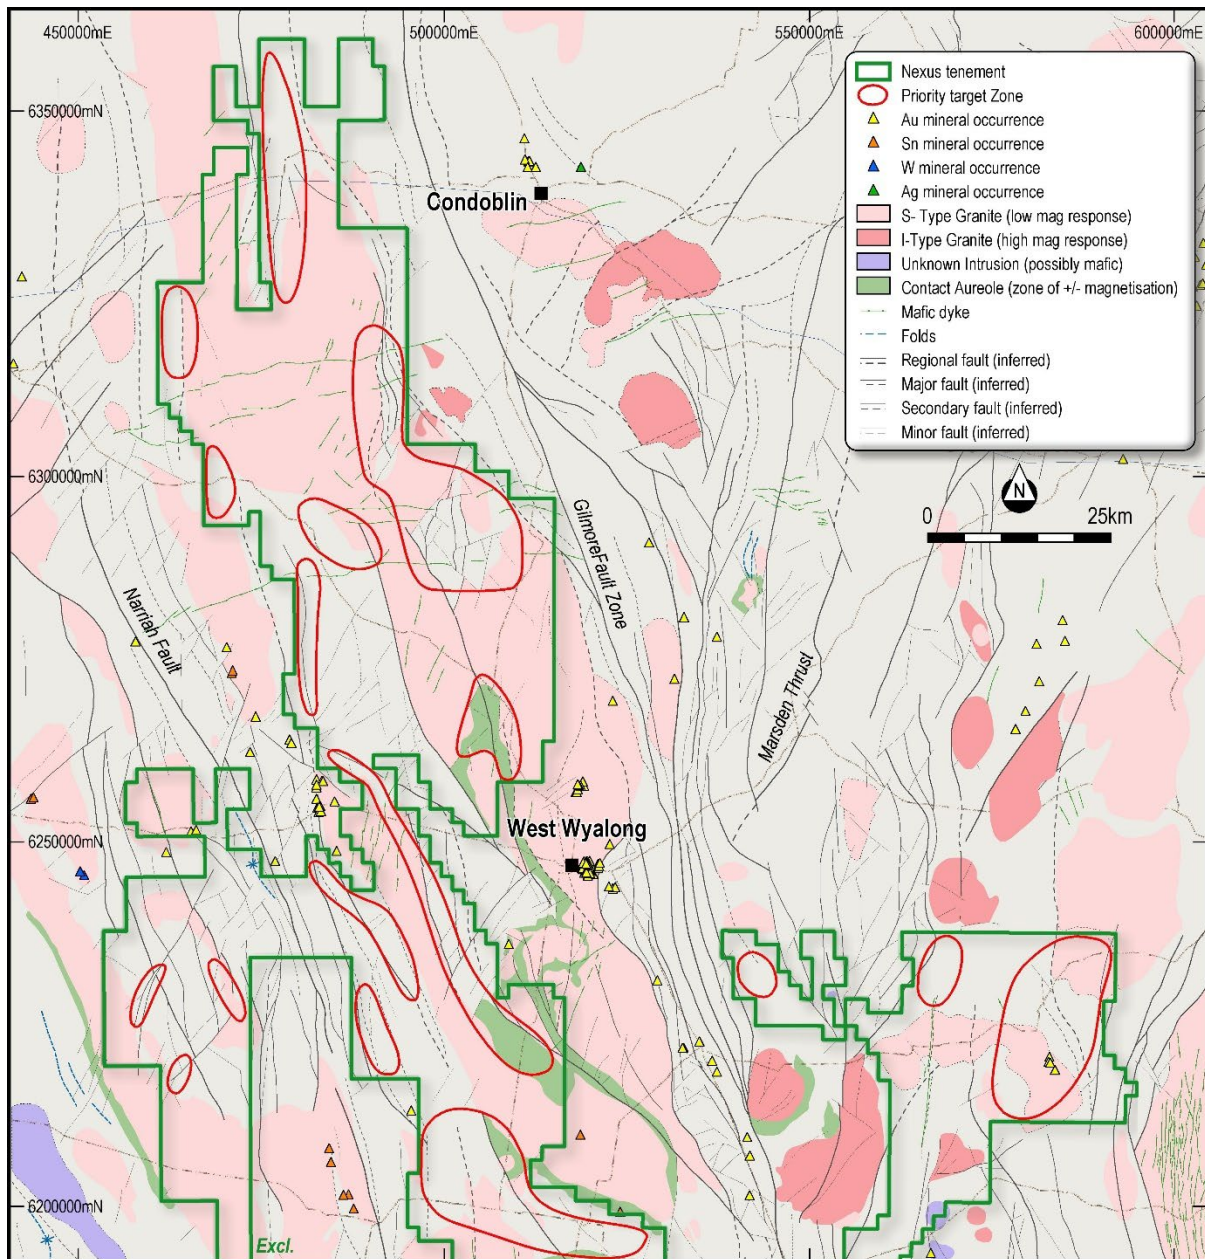 450000mE
500000mE
550000mE
600000mE
6350000mN
6300000mN
6250000mN
6200000mN
Nexus tenement
Priority target Zone
Au mineral occurrence
Sn mineral occurrence
W mineral occurrence
Ag mineral occurrence
S- Type Granite (low mag response)
I-Type Granite (high mag response)
Unknown Intrusion (possibly mafic)
Contact Aureole (zone of +/- magnetisation)
Mafic dyke
Folds
Regional fault (inferred)
Major fault (inferred)
Secondary fault (inferred)
Minor fault (inferred)
N
0
25km
Condoblin
GilmoreFault Zone
Narriah Fault
Marsden Thrust
West Wyalong
Excl.